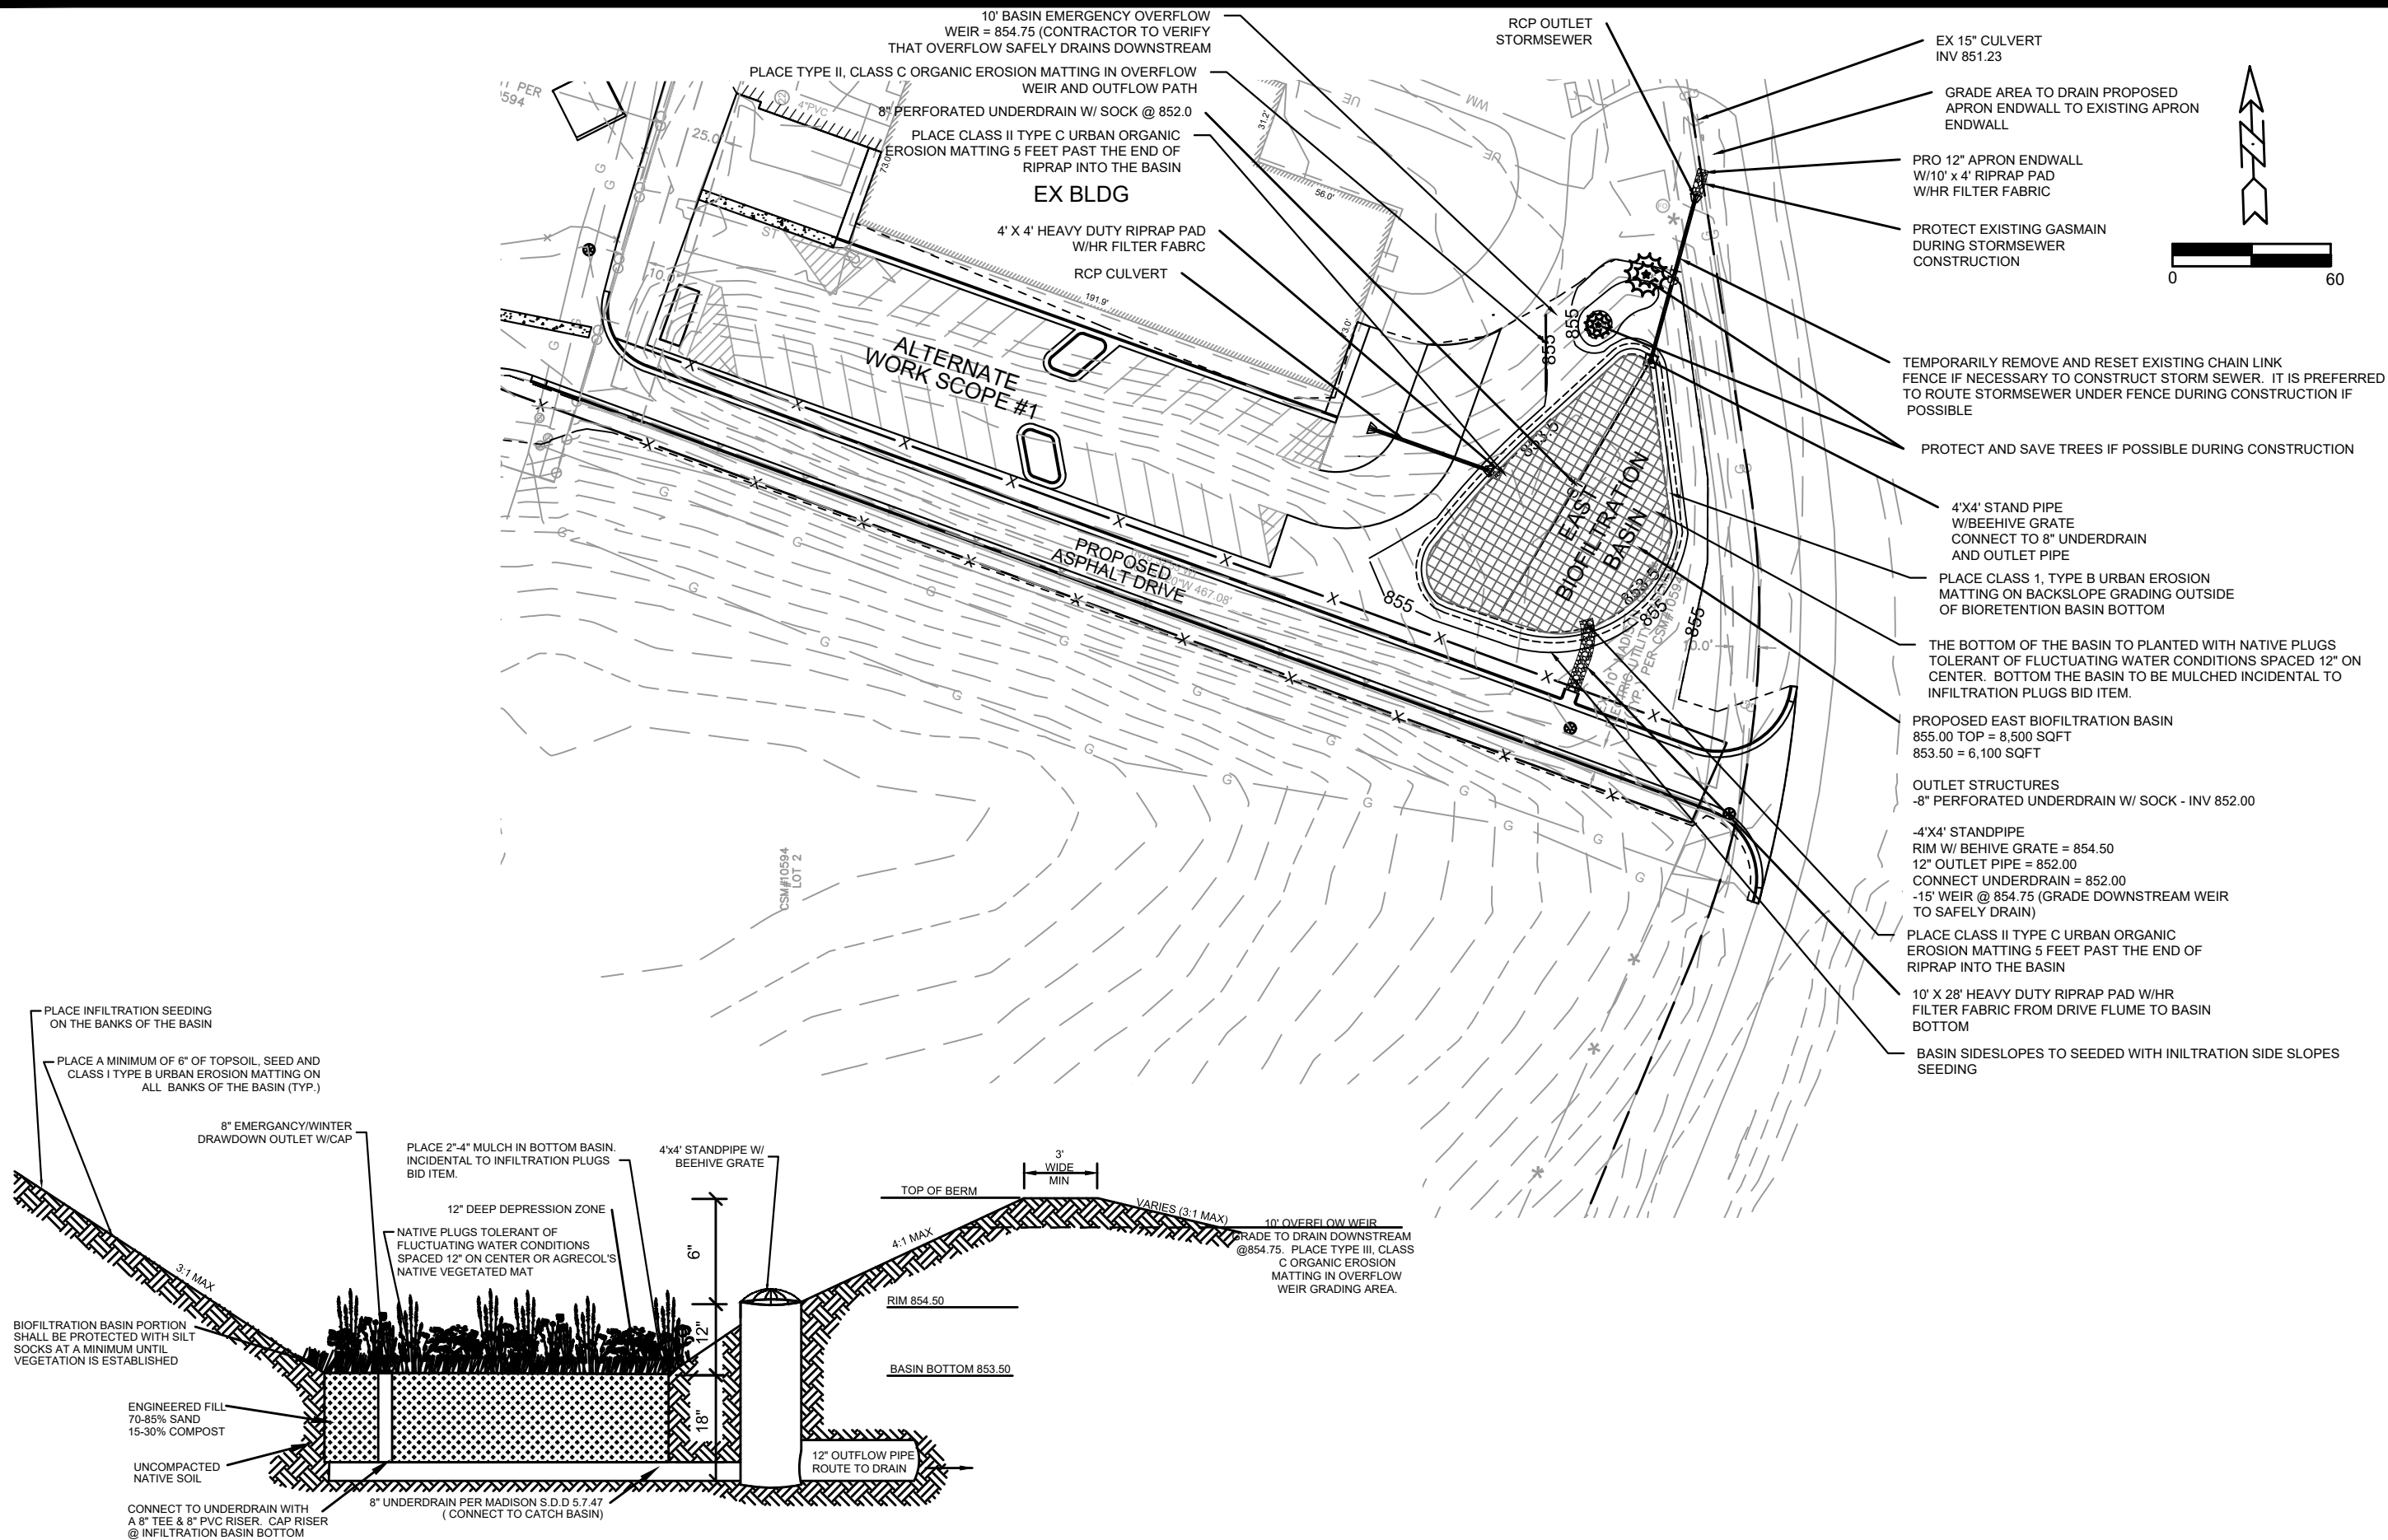 10' BASIN EMERGENCY OVERFLOW
WEIR = 854.75 (CONTRACTOR TO VERIFY
THAT OVERFLOW SAFELY DRAINS DOWNSTREAM
PLACE TYPE II, CLASS C ORGANIC EROSION MATTING IN OVERFLOW
WEIR AND OUTFLOW PATH
8" PERFORATED UNDERDRAIN W/ SOCK @ 852.0
PLACE CLASS II TYPE C URBAN ORGANIC
EROSION MATTING 5 FEET PAST THE END OF
RIPRAP INTO THE BASIN
EX BLDG
4' X 4' HEAVY DUTY RIPRAP PAD
W/HR FILTER FABRC
RCP CULVERT
RCP OUTLET
STORMSEWER
EX 15" CULVERT
INV 851.23
GRADE AREA TO DRAIN PROPOSED
APRON ENDWALL TO EXISTING APRON
ENDWALL
PRO 12" APRON ENDWALL
W/10' x 4' RIPRAP PAD
W/HR FILTER FABRIC
PROTECT EXISTING GASMAIN
DURING STORMSEWER
CONSTRUCTION
0
60
TEMPORARILY REMOVE AND RESET EXISTING CHAIN LINK
FENCE IF NECESSARY TO CONSTRUCT STORM SEWER. IT IS PREFERRED
TO ROUTE STORMSEWER UNDER FENCE DURING CONSTRUCTION IF
POSSIBLE
PROTECT AND SAVE TREES IF POSSIBLE DURING CONSTRUCTION
4'X4' STAND PIPE
W/BEEHIVE GRATE
CONNECT TO 8" UNDERDRAIN
AND OUTLET PIPE
PLACE CLASS 1, TYPE B URBAN EROSION
MATTING ON BACKSLOPE GRADING OUTSIDE
OF BIORETENTION BASIN BOTTOM
THE BOTTOM OF THE BASIN TO PLANTED WITH NATIVE PLUGS
TOLERANT OF FLUCTUATING WATER CONDITIONS SPACED 12" ON
CENTER. BOTTOM THE BASIN TO BE MULCHED INCIDENTAL TO
INFILTRATION PLUGS BID ITEM.
PROPOSED EAST BIOFILTRATION BASIN
855.00 TOP = 8,500 SQFT
853.50 = 6,100 SQFT
OUTLET STRUCTURES
-8" PERFORATED UNDERDRAIN W/ SOCK - INV 852.00
-4'X4' STANDPIPE
RIM W/ BEHIVE GRATE = 854.50
12" OUTLET PIPE = 852.00
CONNECT UNDERDRAIN = 852.00
-15' WEIR @ 854.75 (GRADE DOWNSTREAM WEIR
TO SAFELY DRAIN)
PLACE CLASS II TYPE C URBAN ORGANIC
EROSION MATTING 5 FEET PAST THE END OF
RIPRAP INTO THE BASIN
10' X 28' HEAVY DUTY RIPRAP PAD W/HR
FILTER FABRIC FROM DRIVE FLUME TO BASIN
BOTTOM
BASIN SIDESLOPES TO SEEDED WITH INILTRATION SIDE SLOPES
SEEDING
ALTERNATE
WORK SCOPE #1
PROPOSED
ASPHALT DRIVE
EAST
BIOFILTRATION
BASIN
853.5
853.5
855
855
855
855
855
25.0'
4"PVC
73.0'
31.2'
56.0'
191.9'
10.0'
10.0'
ST
UE
UE
WM
467.08'
CSM#10594
LOT 2
PLACE INFILTRATION SEEDING
ON THE BANKS OF THE BASIN
PLACE A MINIMUM OF 6" OF TOPSOIL, SEED AND
CLASS I TYPE B URBAN EROSION MATTING ON
ALL BANKS OF THE BASIN (TYP.)
8" EMERGANCY/WINTER
DRAWDOWN OUTLET W/CAP
PLACE 2"-4" MULCH IN BOTTOM BASIN.
INCIDENTAL TO INFILTRATION PLUGS
BID ITEM.
12" DEEP DEPRESSION ZONE
NATIVE PLUGS TOLERANT OF
FLUCTUATING WATER CONDITIONS
SPACED 12" ON CENTER OR AGRECOL'S
NATIVE VEGETATED MAT
4'x4' STANDPIPE W/
BEEHIVE GRATE
3:1 MAX
6"
12"
18"
TOP OF BERM
3'
WIDE
MIN
4:1 MAX
VARIES (3:1 MAX)
10' OVERFLOW WEIR
GRADE TO DRAIN DOWNSTREAM
@854.75. PLACE TYPE III, CLASS
C ORGANIC EROSION
MATTING IN OVERFLOW
WEIR GRADING AREA.
RIM 854.50
BASIN BOTTOM 853.50
BIOFILTRATION BASIN PORTION
SHALL BE PROTECTED WITH SILT
SOCKS AT A MINIMUM UNTIL
VEGETATION IS ESTABLISHED
ENGINEERED FILL
70-85% SAND
15-30% COMPOST
UNCOMPACTED
NATIVE SOIL
CONNECT TO UNDERDRAIN WITH
A 8" TEE & 8" PVC RISER. CAP RISER
@ INFILTRATION BASIN BOTTOM
8" UNDERDRAIN PER MADISON S.D.D 5.7.47
( CONNECT TO CATCH BASIN)
12" OUTFLOW PIPE
ROUTE TO DRAIN